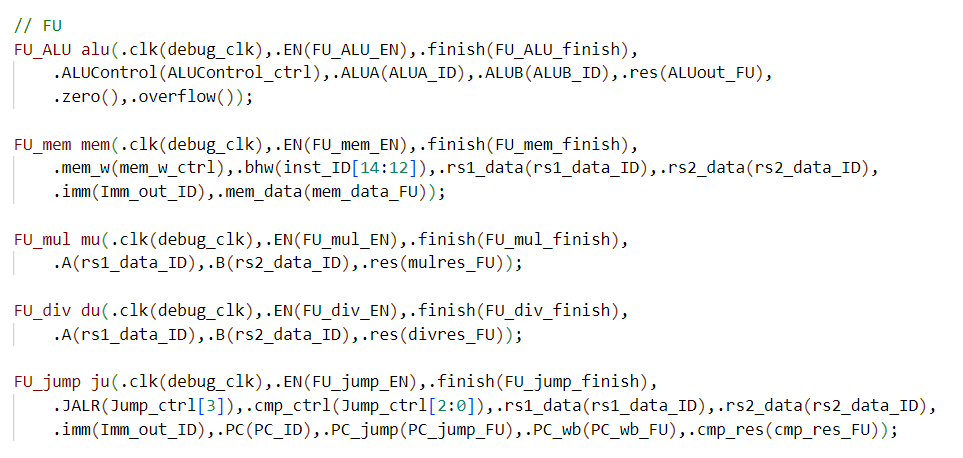 // FU
FU_ALU alu(.clk(debug_clk),.EN(FU_ALU_EN),.finish(FU_ALU_finish),
.ALUControl(ALUControl_ctrl),.ALUA(ALUA_ID),.ALUB(ALUB_ID),.res(ALUout_FU),
.zero(),.overflow());
FU_mem mem(.clk(debug_clk),.EN(FU_mem_EN),.finish(FU_mem_finish),
.mem_w(mem_w_ctrl),.bhw(inst_ID[14:12]),.rs1_data(rs1_data_ID),.rs2_data(rs2_data_ID),
.imm(Imm_out_ID),.mem_data(mem_data_FU));
FU_mul mu(.clk(debug_clk),.EN(FU_mul_EN),.finish(FU_mul_finish),
.A(rs1_data_ID),.B(rs2_data_ID),.res(mulres_FU));
FU_div du(.clk(debug_clk),.EN(FU_div_EN),.finish(FU_div_finish),
.A(rs1_data_ID),.B(rs2_data_ID),.res(divres_FU));
FU_jump ju(.clk(debug_clk),.EN(FU_jump_EN),.finish(FU_jump_finish),
.JALR(Jump_ctrl[3]),.cmp_ctrl(Jump_ctrl[2:0]),.rs1_data(rs1_data_ID),.rs2_data(rs2_data_ID),
.imm(Imm_out_ID),.PC(PC_ID),.PC_jump(PC_jump_FU),.PC_wb(PC_wb_FU),.cmp_res(cmp_res_FU));